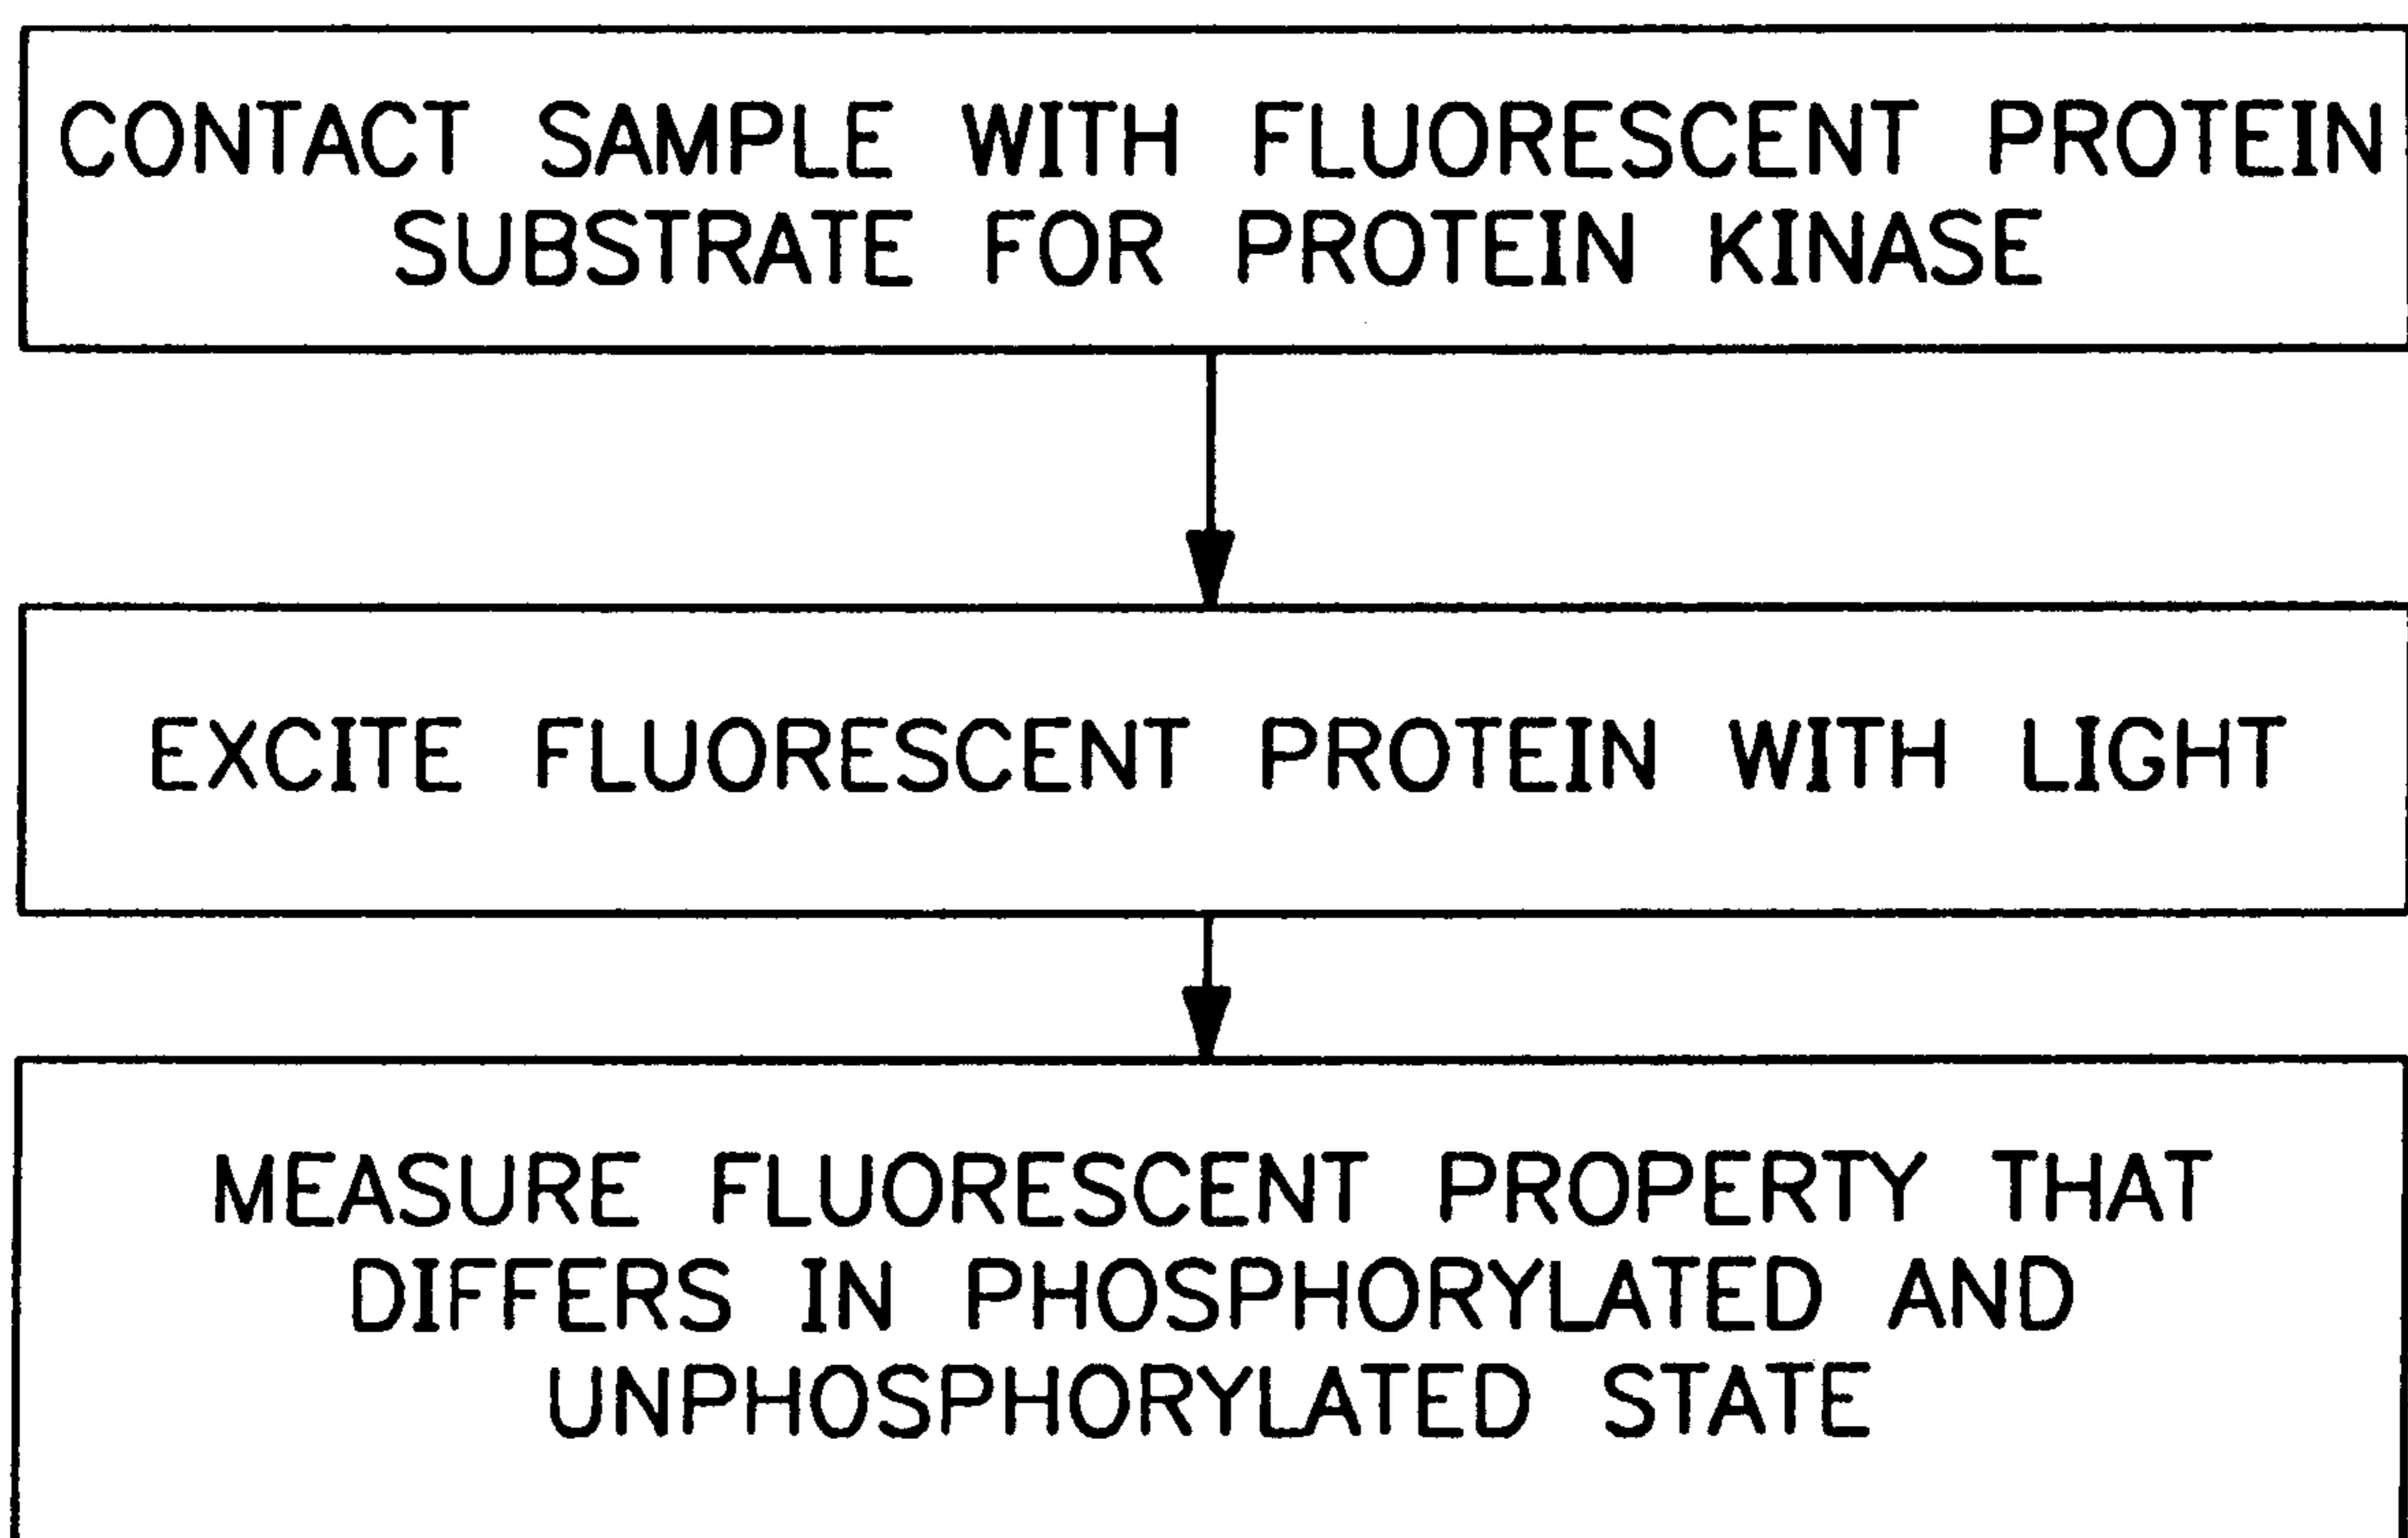 CONTACT SAMPLE WITH FLUORESCENT PROTEIN
SUBSTRATE FOR PROTEIN KINASE
EXCITE FLUORESCENT PROTEIN WITH LIGHT
MEASURE FLUORESCENT PROPERTY THAT
DIFFERS IN PHOSPHORYLATED AND
UNPHOSPHORYLATED STATE